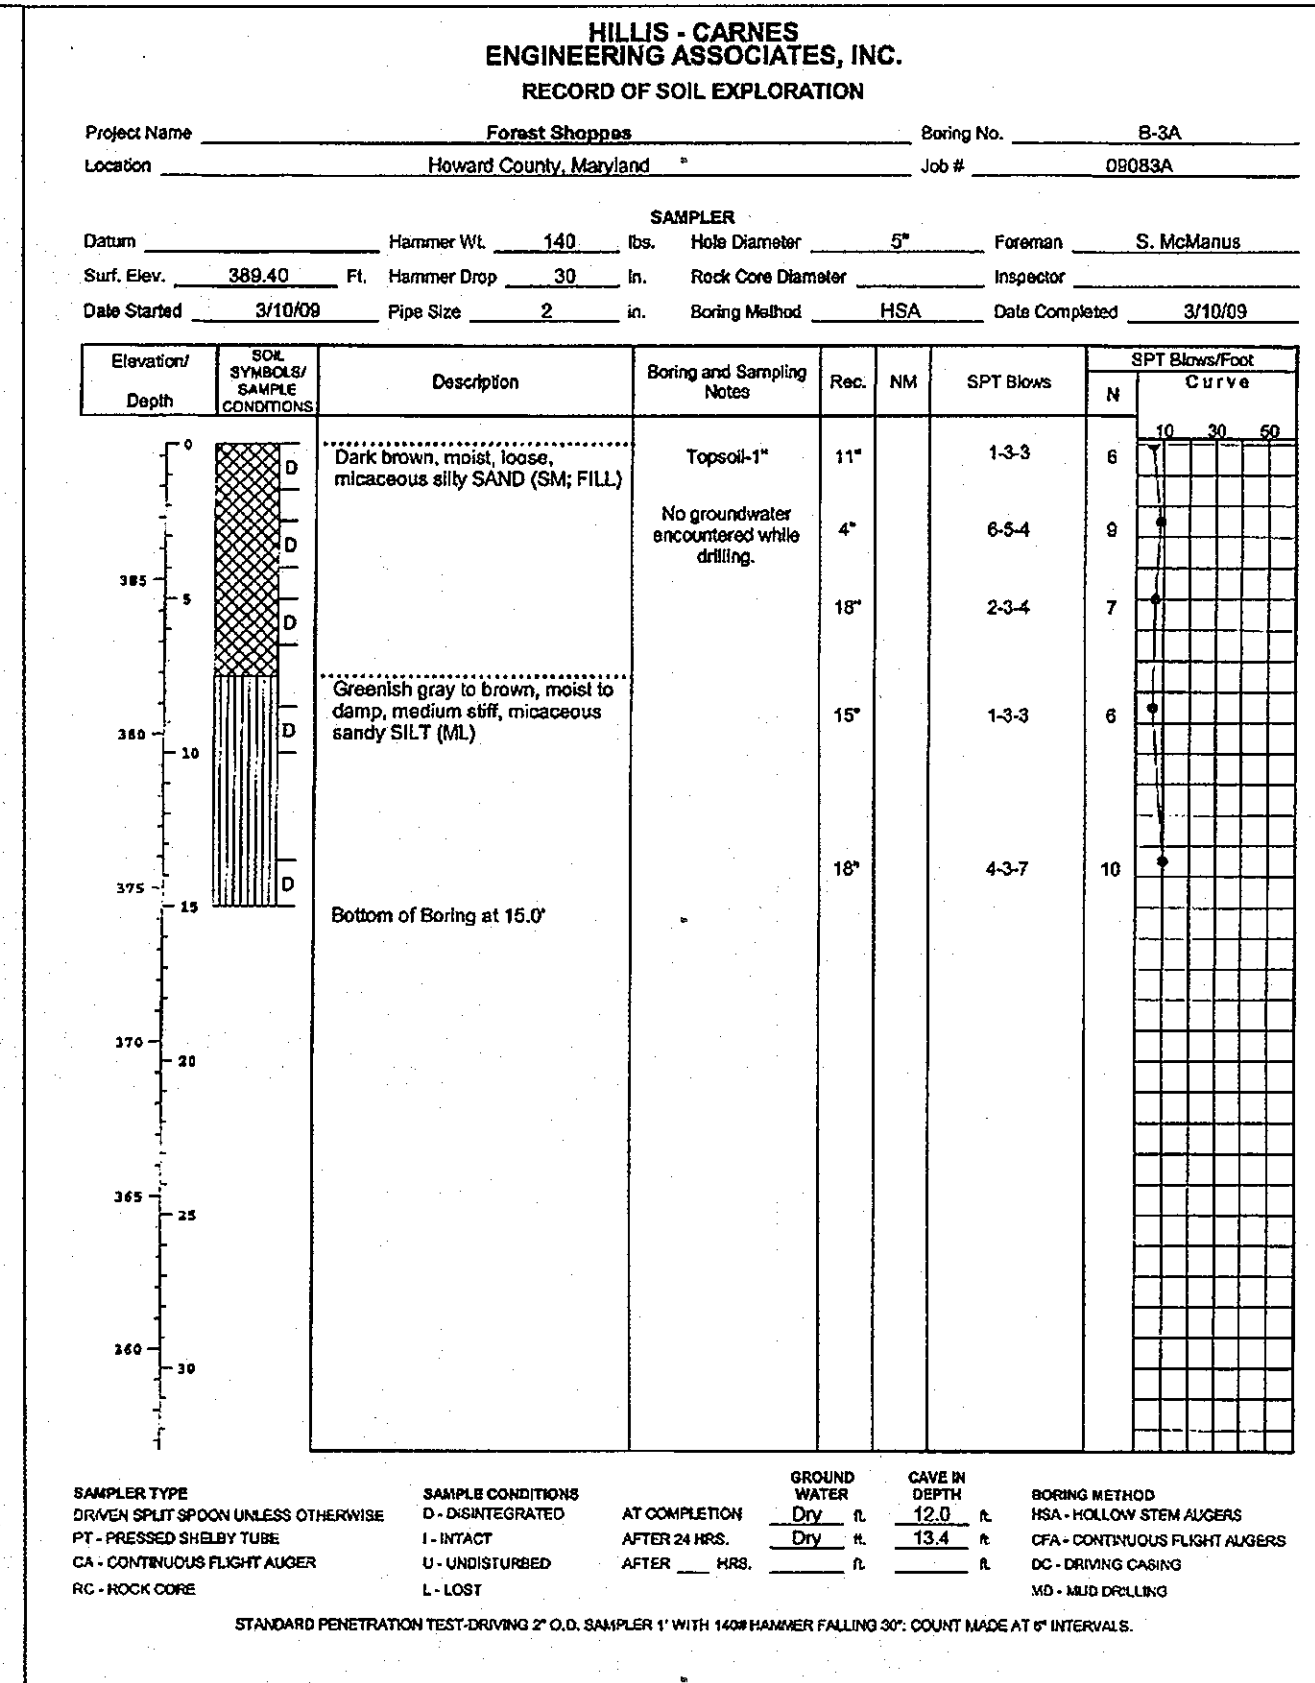 HILLIS - CARNES
ENGINEERING ASSOCIATES, INC.
RECORD OF SOIL EXPLORATION
Project Name Forest Shoppes Boring No. B-3A
Location Howard County, Maryland Job # 09083A
SAMPLER
Datum Hammer Wt. 140 lbs. Hole Diameter 5" Foreman S. McManus
Surf. Elev. 389.40 Ft. Hammer Drop 30 in. Rock Core Diameter Inspector
Date Started 3/10/09 Pipe Size 2 in. Boring Method HSA Date Completed 3/10/09
Elevation/
Depth
SOIL
SYMBOLS/
SAMPLE
CONDITIONS
Description
Boring and Sampling
Notes
Rec.
NM
SPT Blows
SPT Blows/Foot
N
Curve
10 30 50
0
D
Dark brown, moist, loose,
micaceous silty SAND (SM; FILL)
Topsoil-1"
11"
1-3-3
6
D
No groundwater
encountered while
drilling.
4"
6-5-4
9
385
5
D
18"
2-3-4
7
Greenish gray to brown, moist to
damp, medium stiff, micaceous
sandy SILT (ML)
D
15"
1-3-3
6
380
10
18"
4-3-7
10
375
D
15
Bottom of Boring at 15.0'
370
20
365
25
360
30
SAMPLER TYPE
DRIVEN SPLIT SPOON UNLESS OTHERWISE
PT - PRESSED SHELBY TUBE
CA - CONTINUOUS FLIGHT AUGER
RC - ROCK CORE
SAMPLE CONDITIONS
D - DISINTEGRATED
I - INTACT
U - UNDISTURBED
L - LOST
GROUND
WATER
CAVE IN
DEPTH
AT COMPLETION Dry ft. 12.0 ft.
AFTER 24 HRS. Dry ft. 13.4 ft.
AFTER ___ HRS. ft. ft.
BORING METHOD
HSA - HOLLOW STEM AUGERS
CFA - CONTINUOUS FLIGHT AUGERS
DC - DRIVING CASING
MD - MUD DRILLING
STANDARD PENETRATION TEST-DRIVING 2" O.D. SAMPLER 1' WITH 140# HAMMER FALLING 30": COUNT MADE AT 6" INTERVALS.